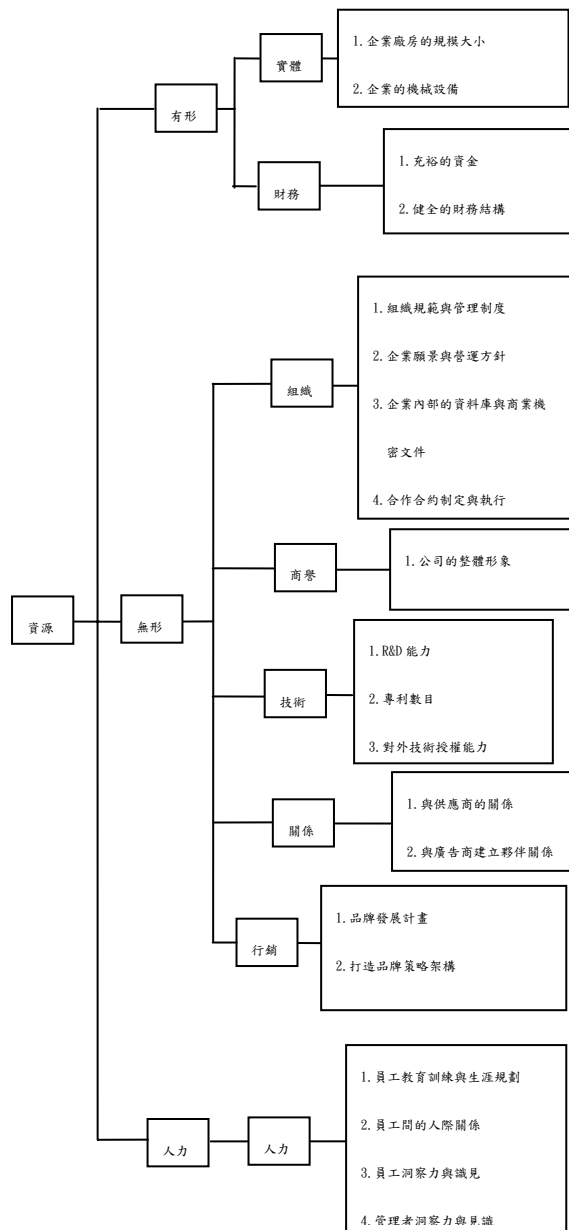 實體
1.企業廠房的規模大小
2.企業的機械設備
有形
財務
1.充裕的資金
2.健全的財務結構
組織
1.組織規範與管理制度
2.企業願景與營運方針
3.企業內部的資料庫與商業機
密文件
4.合作合約制定與執行
商譽
1.公司的整體形象
資源
無形
技術
1.R&D 能力
2.專利數目
3.對外技術授權能力
關係
1.與供應商的關係
2.與廣告商建立夥伴關係
行銷
1.品牌發展計畫
2.打造品牌策略架構
人力
人力
1.員工教育訓練與生涯規劃
2.員工間的人際關係
3.員工洞察力與識見
4.管理者洞察力與見識